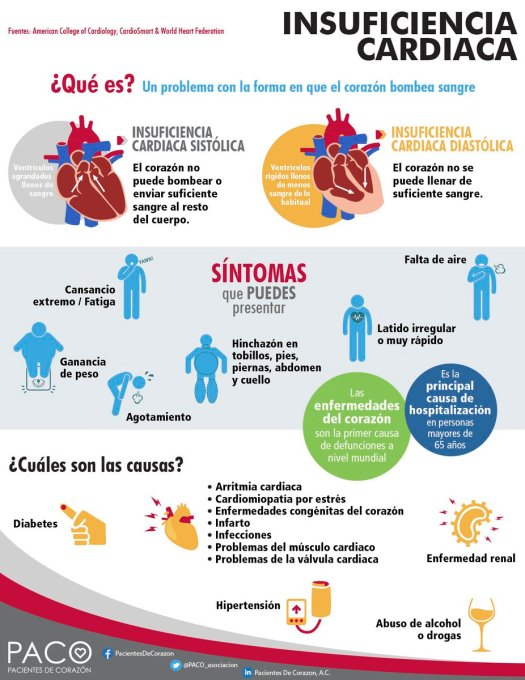 Fuentes: American College of Cardiology, CardioSmart & World Heart Federation
INSUFICIENCIA
CARDIACA
¿Qué es? Un problema con la forma en que el corazón bombea sangre
Ventrículos
agrandados
llenos de
sangre
INSUFICIENCIA
CARDIACA SISTÓLICA
El corazón no
puede bombear o
enviar suficiente
sangre al resto
del cuerpo.
Ventrículos
rígidos llenos
de menos
sangre de lo
habitual
INSUFICIENCIA
CARDIACA DIASTÓLICA
El corazón no se
puede llenar de
suficiente sangre.
SÍNTOMAS
que PUEDES
presentar
Cansancio
extremo / Fatiga
YAWN!
Falta de aire
Ganancia
de peso
Agotamiento
Hinchazón en
tobillos, pies,
piernas, abdomen
y cuello
Latido irregular
o muy rápido
Las
enfermedades
del corazón
son la primer causa
de defunciones a
nivel mundial
Es la
principal
causa de
hospitalización
en personas
mayores de
65 años
¿Cuáles son las causas?
Diabetes
• Arritmia cardiaca
• Cardiomiopatía por estrés
• Enfermedades congénitas del corazón
• Infarto
• Infecciones
• Problemas del músculo cardiaco
• Problemas de la válvula cardiaca
Enfermedad renal
Hipertensión
Abuso de alcohol
o drogas
PACO
PACIENTES DE CORAZÓN
PacientesDeCorazon
@PACO_asociacion
Pacientes De Corazon, A.C.